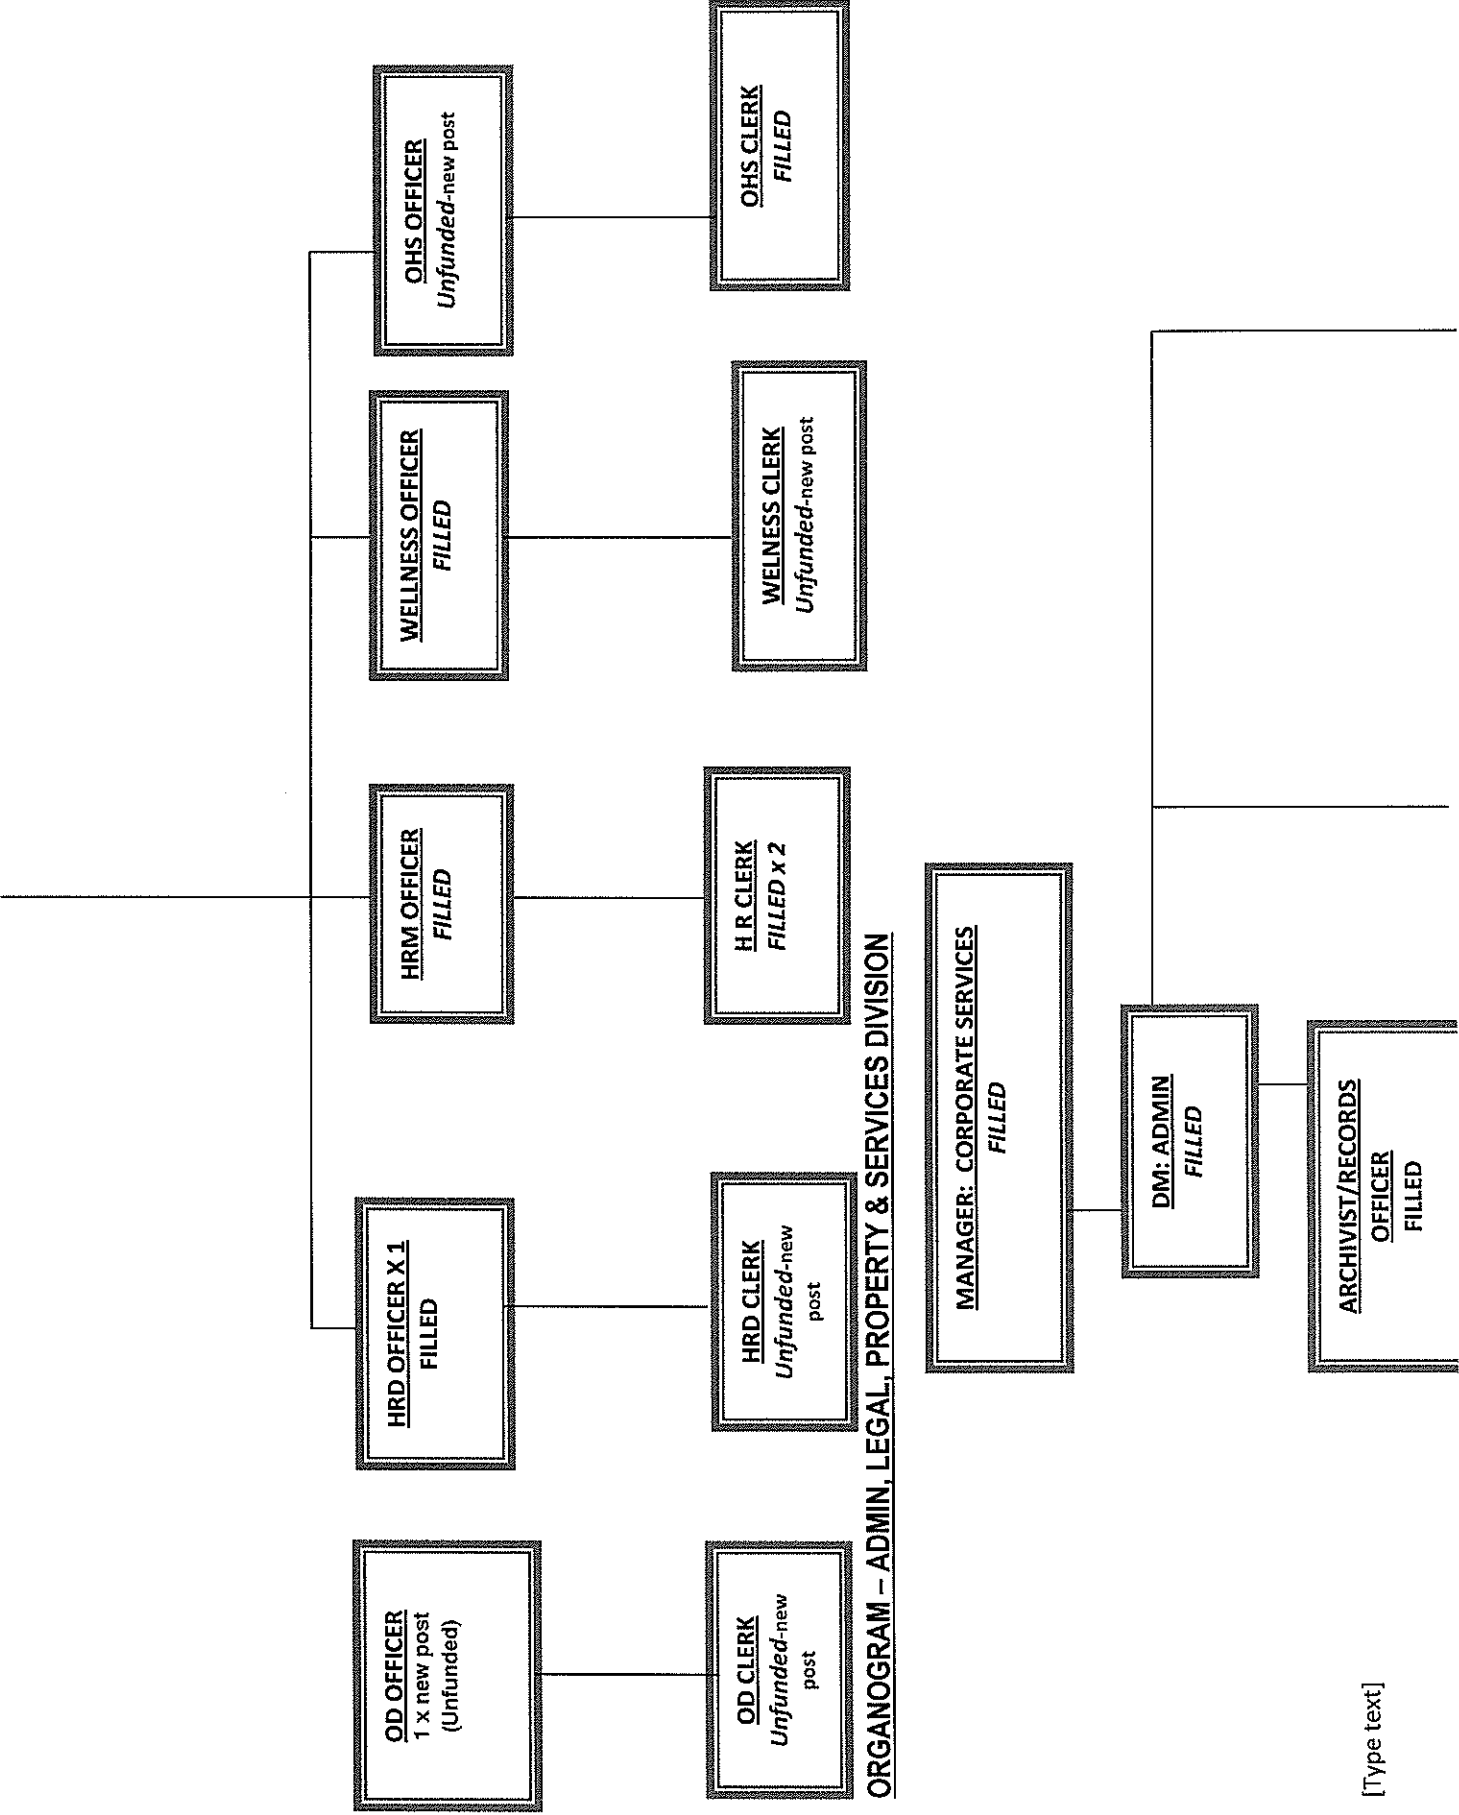 OD OFFICER
1 x new post
(Unfunded)
HRD OFFICER X 1
FILLED
HRM OFFICER
FILLED
WELLNESS OFFICER
FILLED
OHS OFFICER
Unfunded-new post
OD CLERK
Unfunded-new
post
HRD CLERK
Unfunded-new
post
H R CLERK
FILLED x 2
WELNESS CLERK
Unfunded-new post
OHS CLERK
FILLED
ORGANOGRAM – ADMIN, LEGAL, PROPERTY & SERVICES DIVISION
MANAGER: CORPORATE SERVICES
FILLED
DM: ADMIN
FILLED
ARCHIVIST/RECORDS
OFFICER
FILLED
[Type text]